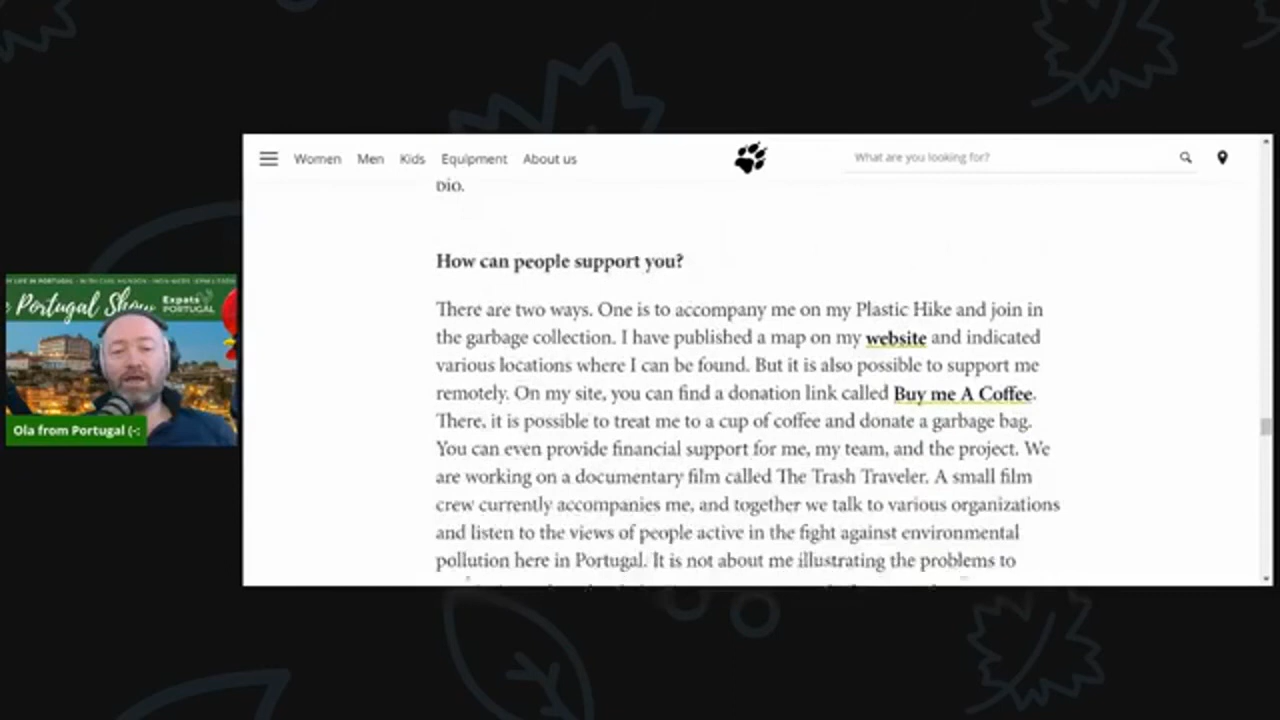 Women Men Kids Equipment About us What are you looking for?
bio.
How can people support you?
There are two ways. One is to accompany me on my Plastic Hike and join in
the garbage collection. I have published a map on my website and indicated
various locations where I can be found. But it is also possible to support me
remotely. On my site, you can find a donation link called Buy me A Coffee.
There, it is possible to treat me to a cup of coffee and donate a garbage bag.
You can even provide financial support for me, my team, and the project. We
are working on a documentary film called The Trash Traveler. A small film
crew currently accompanies me, and together we talk to various organizations
and listen to the views of people active in the fight against environmental
pollution here in Portugal. It is not about me illustrating the problems to
Portugal Show
Expats
PORTUGAL
Ola from Portugal (-: